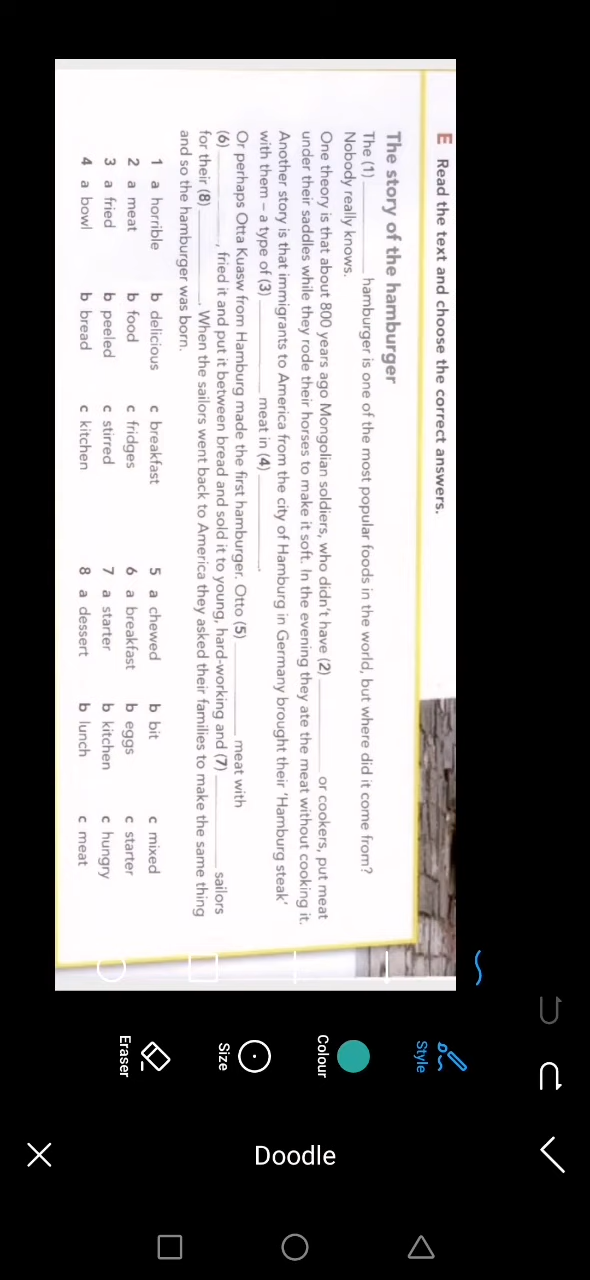 E Read the text and choose the correct answers.
The story of the hamburger
The (1) ________ hamburger is one of the most popular foods in the world, but where did it come from?
Nobody really knows.
One theory is that about 800 years ago Mongolian soldiers, who didn't have (2) ________ or cookers, put meat
under their saddles while they rode their horses to make it soft. In the evening they ate the meat without cooking it.
Another story is that immigrants to America from the city of Hamburg in Germany brought their 'Hamburg steak'
with them – a type of (3) ________ meat in (4) ________.
Or perhaps Otta Kuasw from Hamburg made the first hamburger. Otto (5) ________ meat with
(6) ________, fried it and put it between bread and sold it to young, hard-working and (7) ________ sailors
for their (8) ________. When the sailors went back to America they asked their families to make the same thing
and so the hamburger was born.
1 a horrible b delicious c breakfast 5 a chewed b bit c mixed
2 a meat b food c fridges 6 a breakfast b eggs c starter
3 a fried b peeled c stirred 7 a starter b kitchen c hungry
4 a bowl b bread c kitchen 8 a dessert b lunch c meat
Style
Colour
Size
Eraser
Doodle